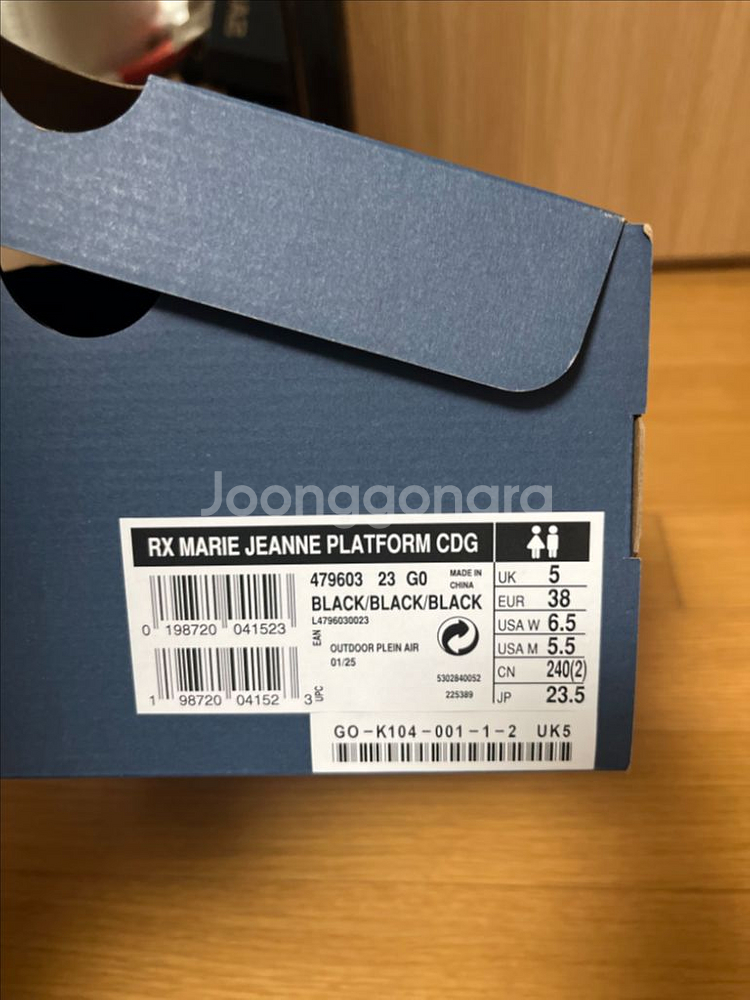 Joonggonara
RX MARIE JEANNE PLATFORM CDG
479603 23 G0
MADE IN
CHINA
BLACK/BLACK/BLACK
L4796030023
0 198720 041523
EAN
OUTDOOR PLEIN AIR
01/25
1 98720 04152 3
UPC
5302840052
225389
UK 5
EUR 38
USA W 6.5
USA M 5.5
CN 240(2)
JP 23.5
GO-K104-001-1-2 UK5